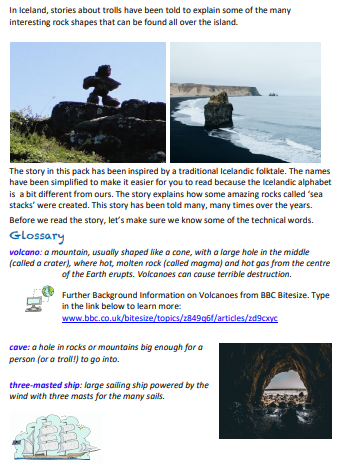 In Iceland, stories about trolls have been told to explain some of the many
interesting rock shapes that can be found all over the island.
The story in this pack has been inspired by a traditional Icelandic folktale. The names
have been simplified to make it easier for you to read because the Icelandic alphabet
is a bit different from ours. The story explains how some amazing rocks called ‘sea
stacks’ were created. This story has been told many, many times over the years.
Before we read the story, let’s make sure we know some of the technical words.
Glossary
volcano: a mountain, usually shaped like a cone, with a large hole in the middle
(called a crater), where hot, molten rock (called magma) and hot gas from the centre
of the Earth erupts. Volcanoes can cause terrible destruction.
Further Background Information on Volcanoes from BBC Bitesize. Type
in the link below to learn more:
www.bbc.co.uk/bitesize/topics/z849q6f/articles/zd9cxyc
cave: a hole in rocks or mountains big enough for a
person (or a troll!) to go into.
three-masted ship: large sailing ship powered by the
wind with three masts for the many sails.